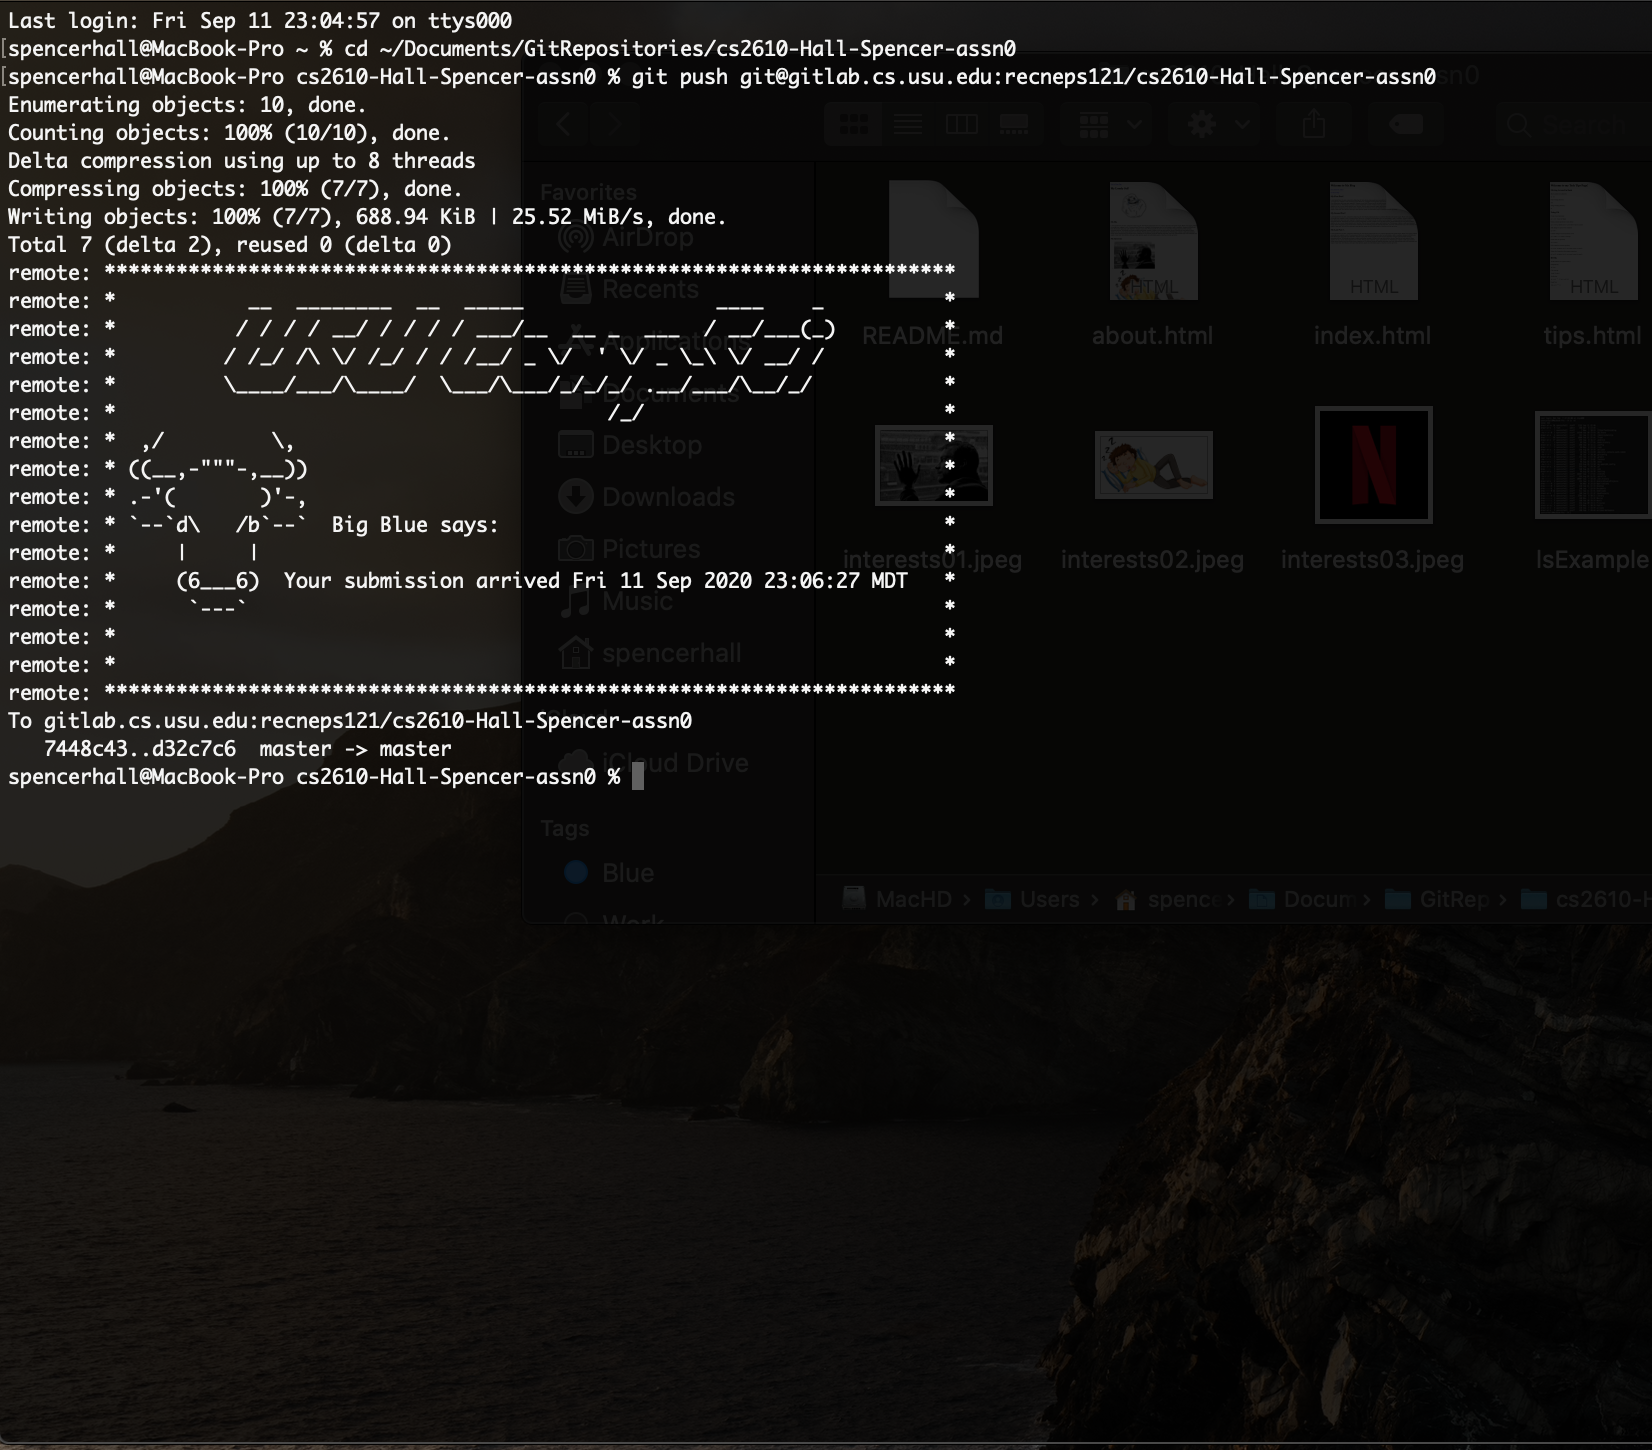 Last login: Fri Sep 11 23:04:57 on ttys000
[spencerhall@MacBook-Pro ~ % cd ~/Documents/GitRepositories/cs2610-Hall-Spencer-assn0
[spencerhall@MacBook-Pro cs2610-Hall-Spencer-assn0 % git push git@gitlab.cs.usu.edu:recneps121/cs2610-Hall-Spencer-assn0
Enumerating objects: 10, done.
Counting objects: 100% (10/10), done.
Delta compression using up to 8 threads
Compressing objects: 100% (7/7), done.
Writing objects: 100% (7/7), 688.94 KiB | 25.52 MiB/s, done.
Total 7 (delta 2), reused 0 (delta 0)
remote: ***********************************************************************
remote: *           __  ________  __  _____                ____    _          *
remote: *          / / / / __/ / / / / ___/__  __ _  ___  / __/___(_)         *
remote: *         / /_/ /\ \/ /_/ / / /__/ _ \/  ' \/ _ \_\ \/ __/ /          *
remote: *         \____/___/\____/  \___/\___/_/_/_/ .__/___/\__/_/           *
remote: *                                         /_/                         *
remote: *  ,/         \,                                                      *
remote: * ((__,-"""-,__))                                                     *
remote: * .-'(       )'-,                                                     *
remote: * `--`d\   /b`--`  Big Blue says:                                     *
remote: *     |     |                                                         *
remote: *     (6___6)  Your submission arrived Fri 11 Sep 2020 23:06:27 MDT   *
remote: *      `---`                                                          *
remote: *                                                                     *
remote: *                                                                     *
remote: ***********************************************************************
To gitlab.cs.usu.edu:recneps121/cs2610-Hall-Spencer-assn0
   7448c43..d32c7c6  master -> master
spencerhall@MacBook-Pro cs2610-Hall-Spencer-assn0 %
sn0
Search
Favorites
AirDrop
Recents
Applications
Documents
Desktop
Downloads
Pictures
Music
spencerhall
iCloud
iCloud Drive
Tags
Blue
Work
README.md
about.html
index.html
tips.html
HTML
HTML
HTML
interests01.jpeg
interests02.jpeg
interests03.jpeg
lsExample
N
MacHD › Users › spence › Docum › GitRep › cs2610-H